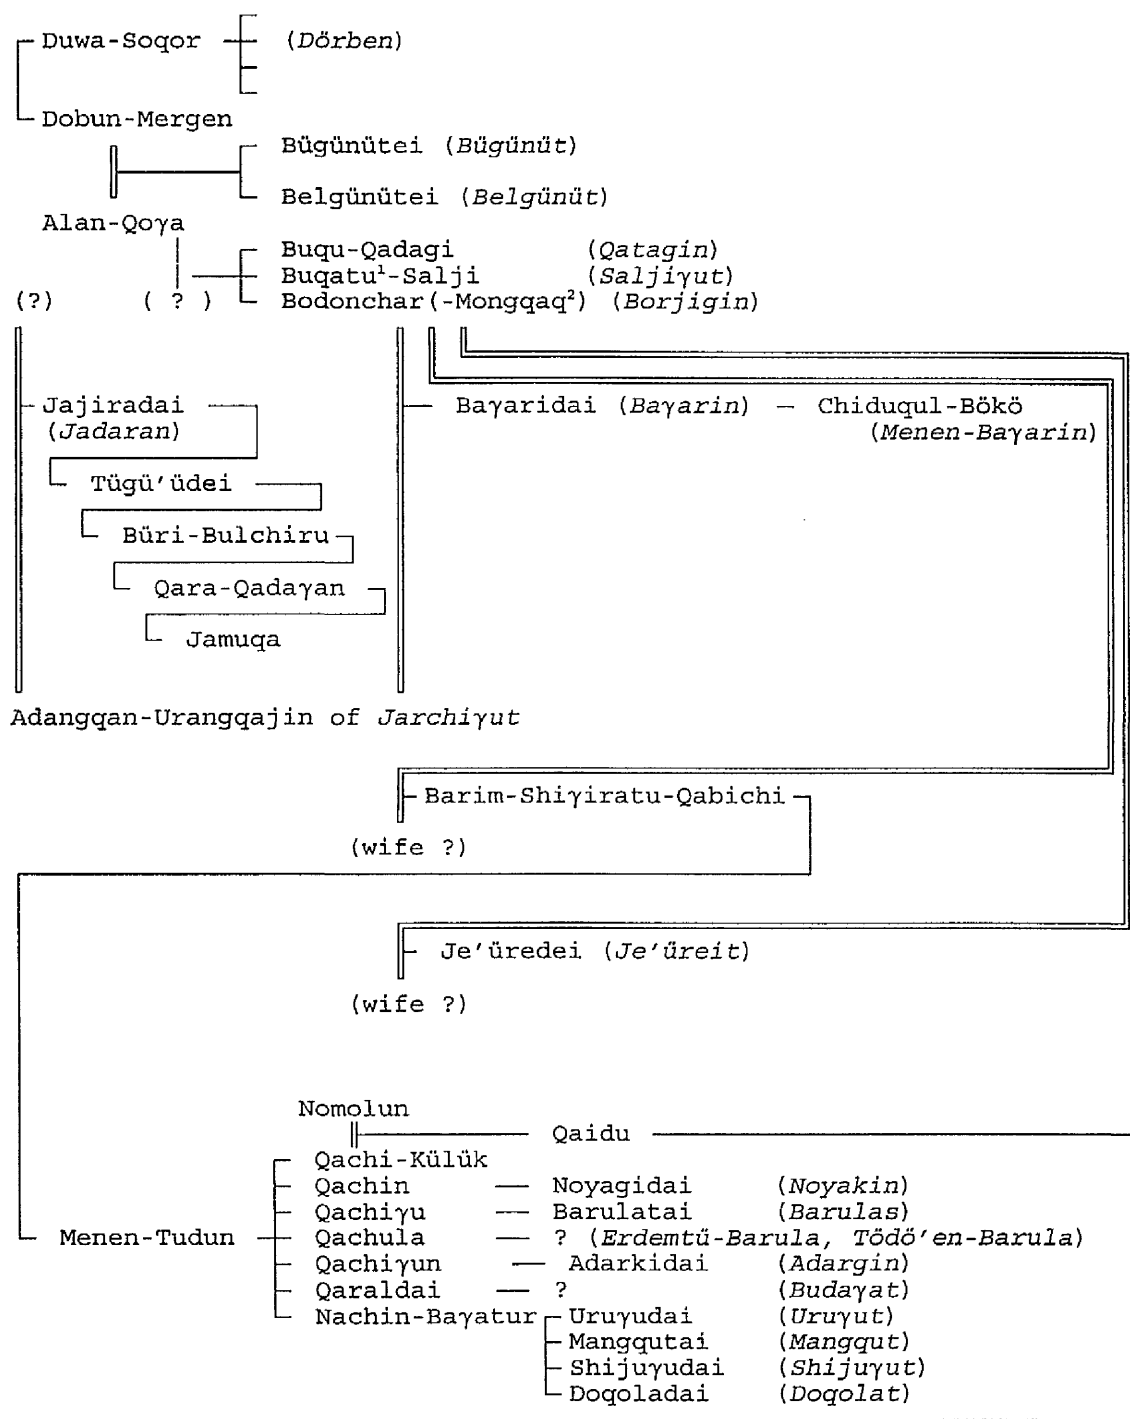 Duwa-Soqor (Dörben)
Dobun-Mergen
Bügünütei (Bügünüt)
Belgünütei (Belgünüt)
Alan-Qoγa
Buqu-Qadagi (Qatagin)
Buqatu¹-Salji (Saljiγut)
(?) ( ? ) Bodonchar(-Mongqaq²) (Borjigin)
Jajiradai Baγaridai (Baγarin) — Chiduqul-Bökö
(Jadaran) (Menen-Baγarin)
Tügü'üdei
Büri-Bulchiru
Qara-Qadaγan
Jamuqa
Adangqan-Urangqajin of Jarchiγut
Barim-Shiγiratu-Qabichi
(wife ?)
Je'üredei (Je'üreit)
(wife ?)
Nomolun
Qaidu
Qachi-Külük
Qachin — Noyagidai (Noyakin)
Qachiγu — Barulatai (Barulas)
Menen-Tudun Qachula — ? (Erdemtü-Barula, Tödö'en-Barula)
Qachiγun — Adarkidai (Adargin)
Qaraldai — ? (Budaγat)
Nachin-Baγatur Uruγudai (Uruγut)
Mangqutai (Mangqut)
Shijuγudai (Shijuγut)
Doqoladai (Doqolat)